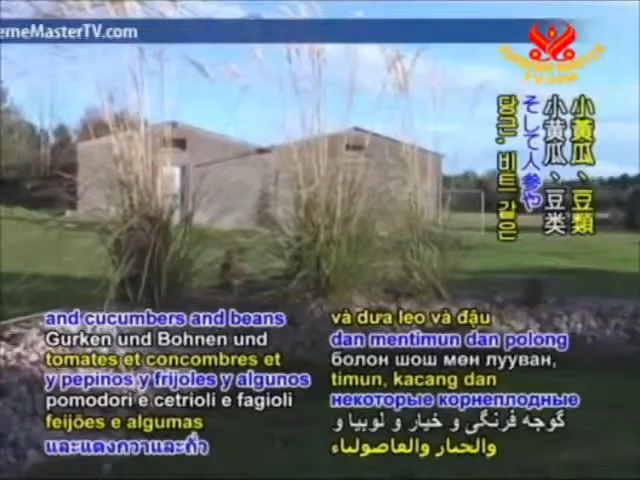 emeMasterTV.com
小黃瓜、豆類
小黄瓜、豆类
そして人参や
당근, 비트 같은
and cucumbers and beans
Gurken und Bohnen und
tomates et concombres et
y pepinos y frijoles y algunos
pomodori e cetrioli e fagioli
feijões e algumas
และแตงกวาและถั่ว
và dưa leo và đậu
dan mentimun dan polong
болон шош мөн лууван,
timun, kacang dan
некоторые корнеплодные
گوجه فرنگی و خیار و لوبیا و
والخيار والفاصولياء